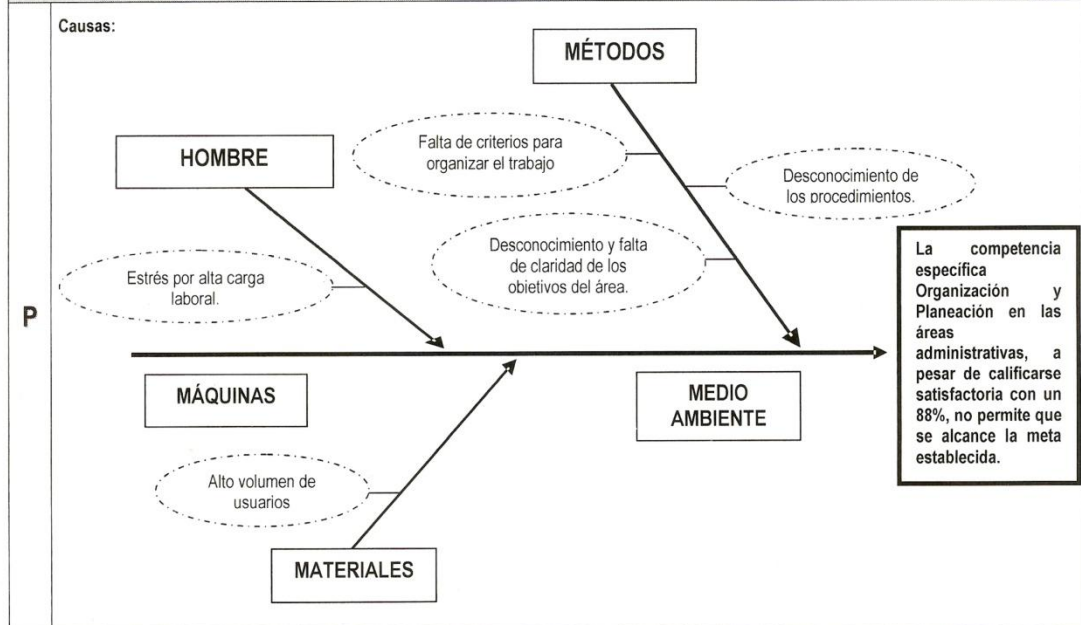 Causas:
MÉTODOS
HOMBRE
Falta de criterios para
organizar el trabajo
Desconocimiento de
los procedimientos.
Desconocimiento y falta
de claridad de los
objetivos del área.
Estrés por alta carga
laboral.
La competencia
específica
Organización y
Planeación en las
áreas
administrativas, a
pesar de calificarse
satisfactoria con un
88%, no permite que
se alcance la meta
establecida.
P
MÁQUINAS
MEDIO
AMBIENTE
Alto volumen de
usuarios
MATERIALES